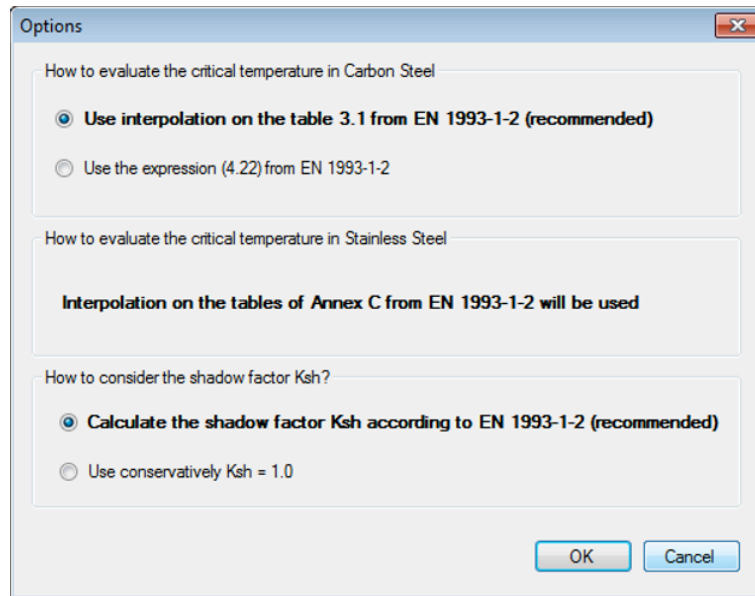 Options
How to evaluate the critical temperature in Carbon Steel
Use interpolation on the table 3.1 from EN 1993-1-2 (recommended)
Use the expression (4.22) from EN 1993-1-2
How to evaluate the critical temperature in Stainless Steel
Interpolation on the tables of Annex C from EN 1993-1-2 will be used
How to consider the shadow factor Ksh?
Calculate the shadow factor Ksh according to EN 1993-1-2 (recommended)
Use conservatively Ksh = 1.0
OK Cancel